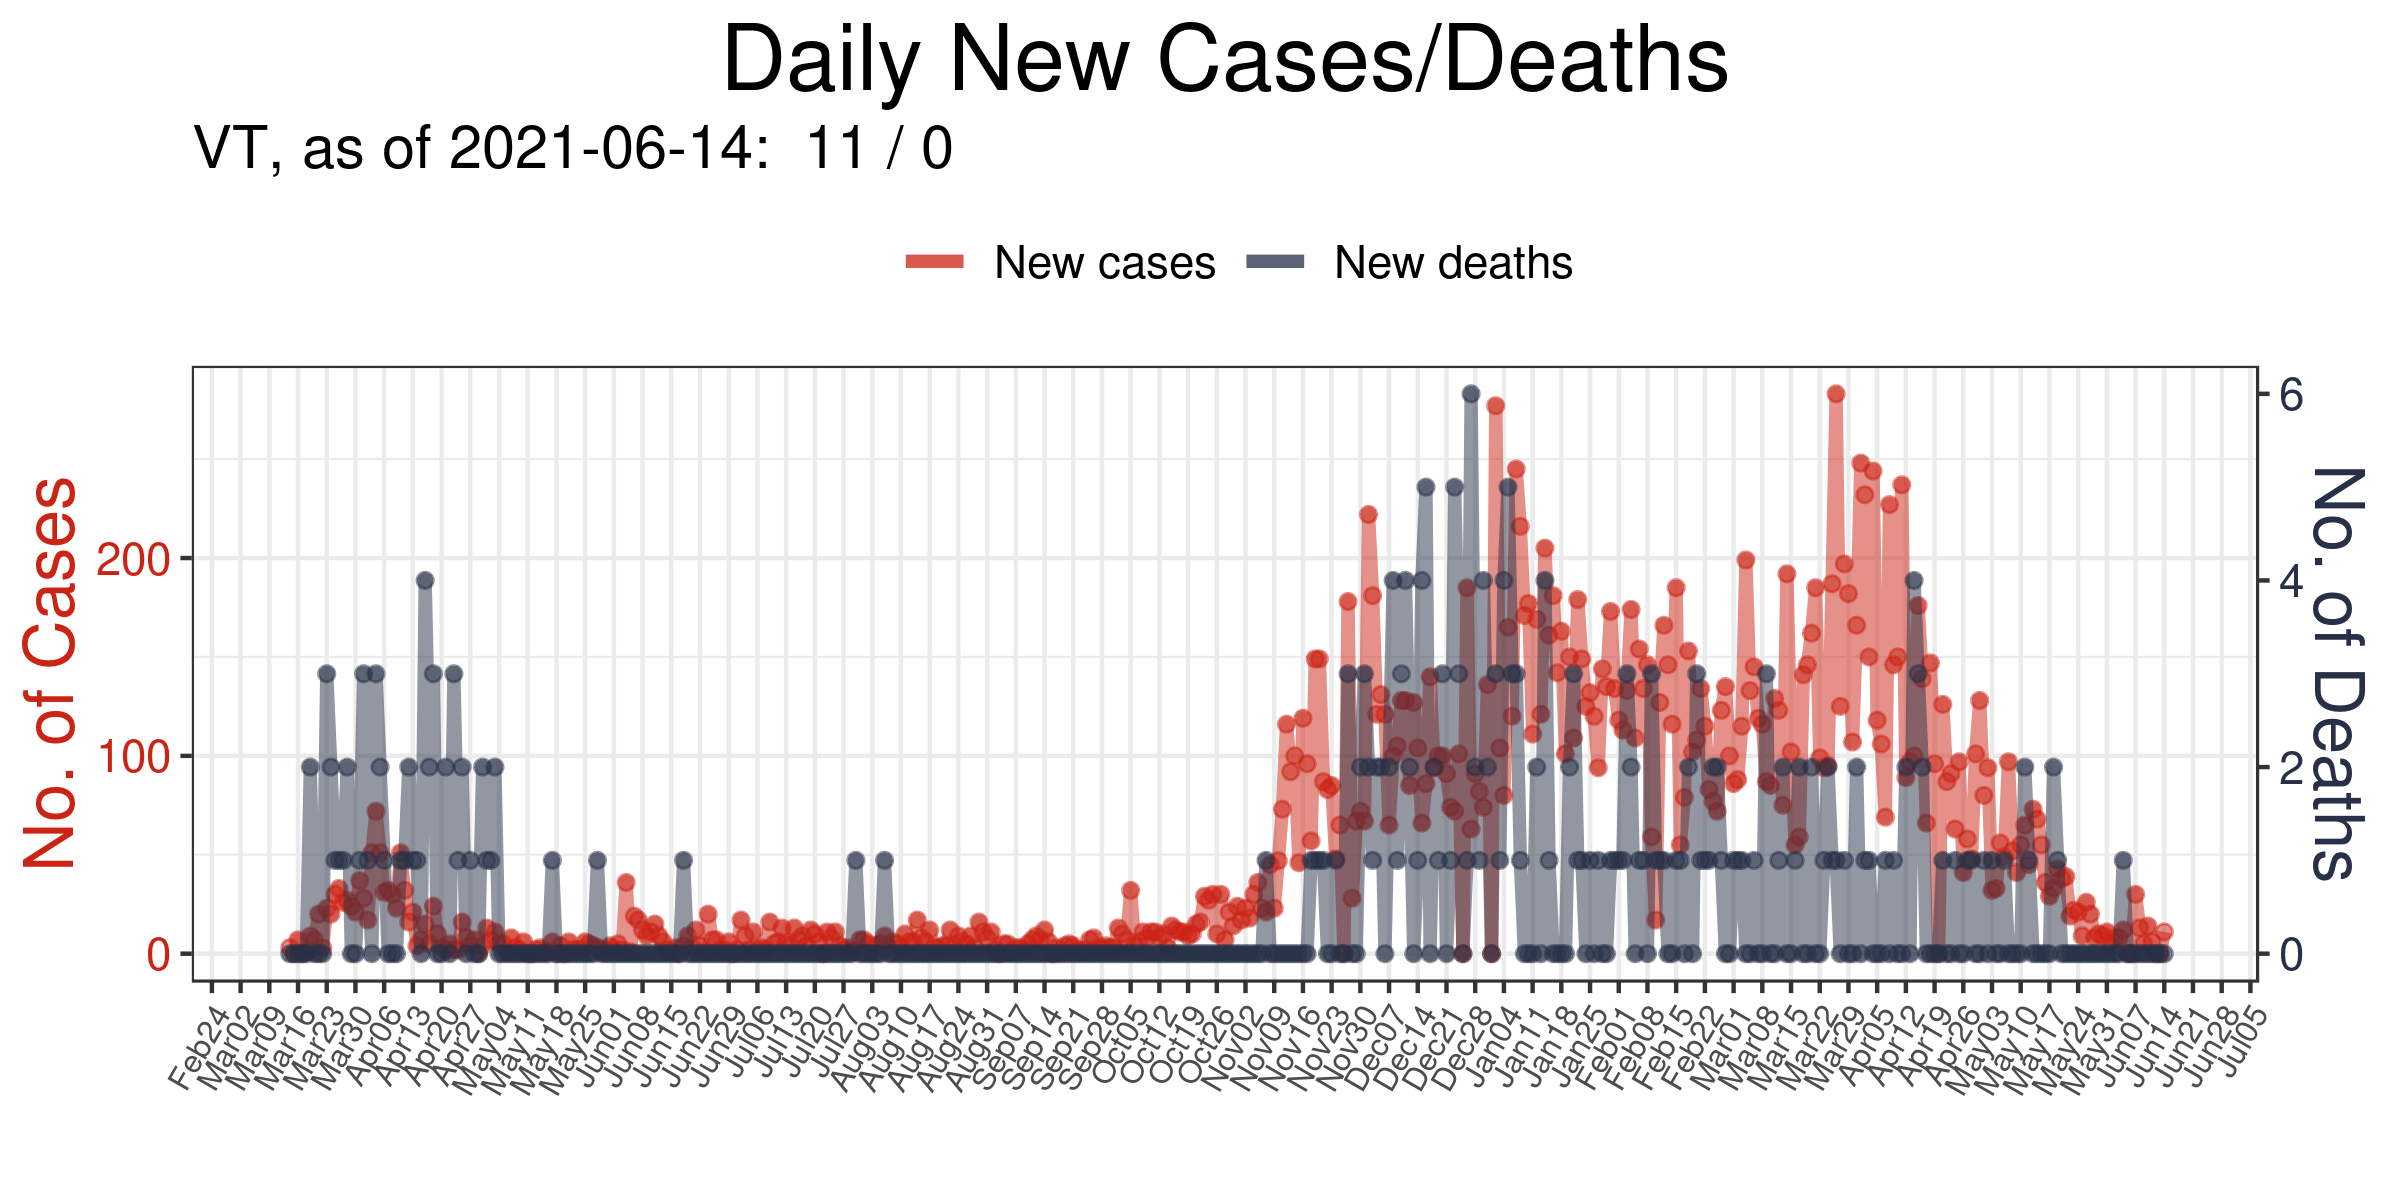 Daily New Cases/Deaths
VT, as of 2021-06-14:  11 / 0
New cases
New deaths
No. of Cases
200
100
0
6
4
2
0
No. of Deaths
Feb24
Mar02
Mar09
Mar16
Mar23
Mar30
Apr06
Apr13
Apr20
Apr27
May04
May11
May18
May25
Jun01
Jun08
Jun15
Jun22
Jun29
Jul06
Jul13
Jul20
Jul27
Aug03
Aug10
Aug17
Aug24
Aug31
Sep07
Sep14
Sep21
Sep28
Oct05
Oct12
Oct19
Oct26
Nov02
Nov09
Nov16
Nov23
Nov30
Dec07
Dec14
Dec21
Dec28
Jan04
Jan11
Jan18
Jan25
Feb01
Feb08
Feb15
Feb22
Mar01
Mar08
Mar15
Mar22
Mar29
Apr05
Apr12
Apr19
Apr26
May03
May10
May17
May24
May31
Jun07
Jun14
Jun21
Jun28
Jul05